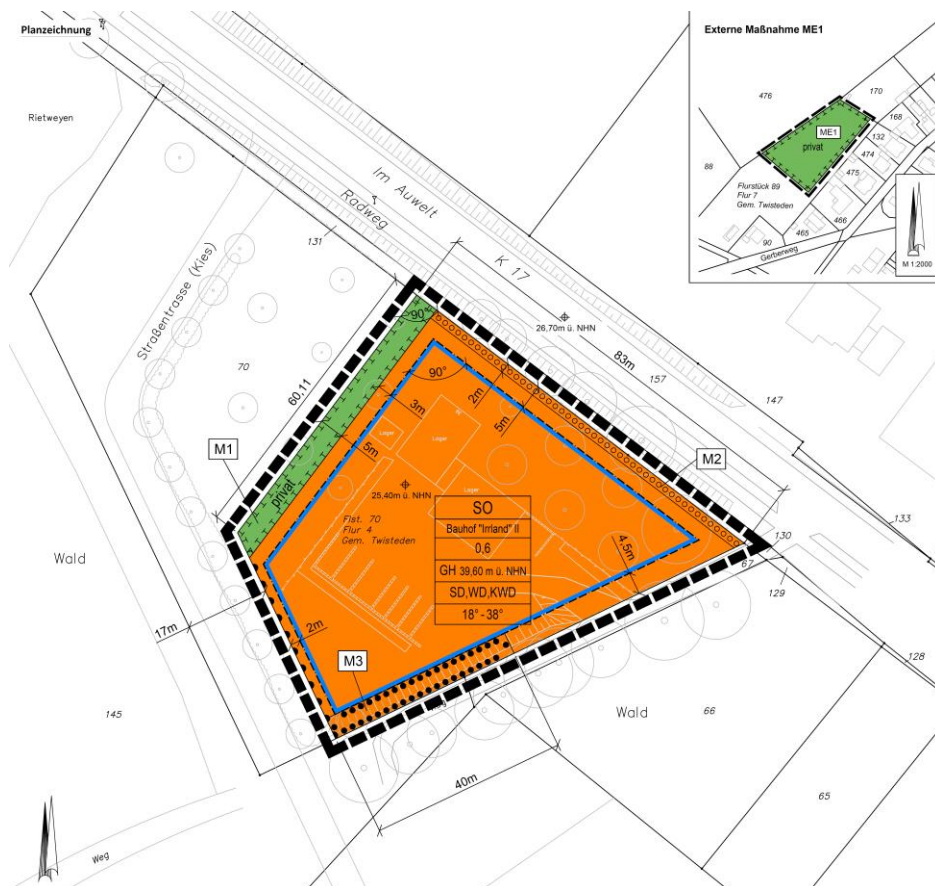 Planzeichnung
Externe Maßnahme ME1
476
170
168
ME1
privat
132
474
88
475
Flurstück 89
Flur 7
Gem. Twisteden
466
465
90
Gerberweg
M 1:2000
Rietweyen
Im Auwelt
Radweg
K 17
131
Straßentrasse (Kies)
90°
26,70m ü. NHN
83m
157
147
60.11
70
90°
2m
5m
3m
Lager
Lager
M1
5m
M2
privat
25,40m ü. NHN
Lager
SO
Bauhof "Irrland" II
0,6
GH 39,60 m ü. NHN
SD,WD,KWD
18° - 38°
Flst. 70
Flur 4
Gem. Twisteden
4.5m
133
130
67
129
Wald
17m
2m
M3
128
Wald
66
145
40m
65
Weg